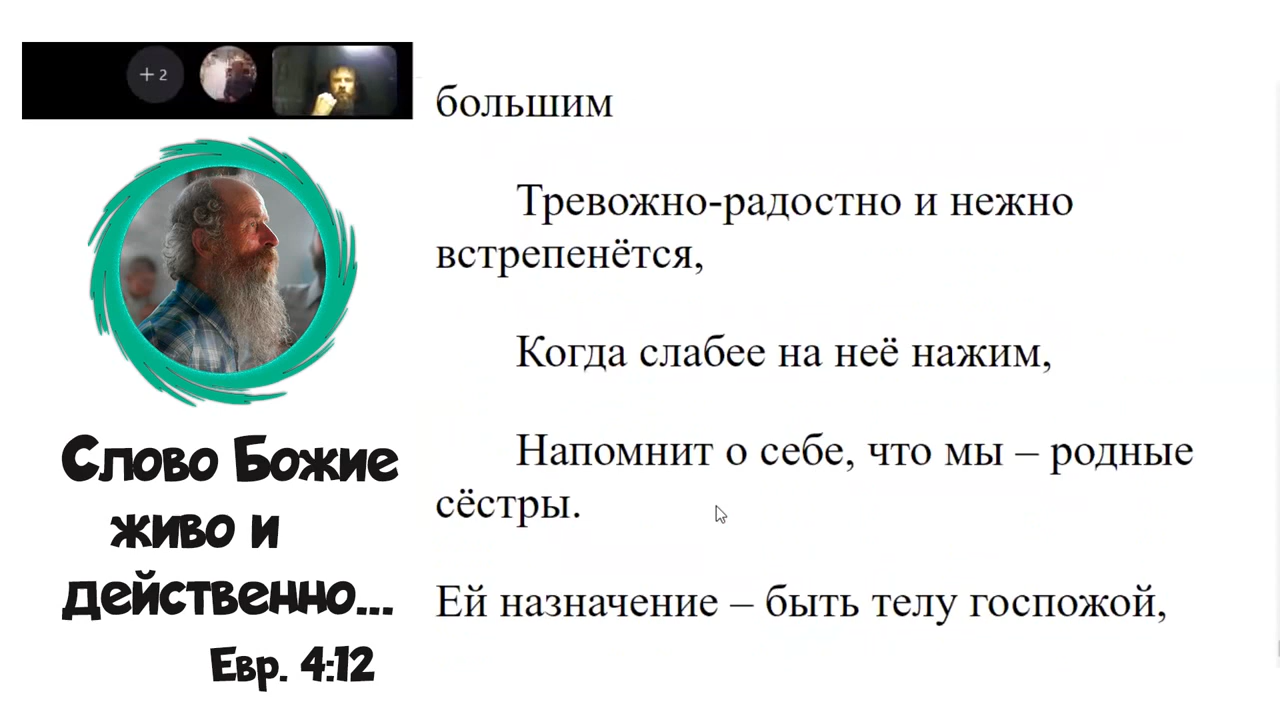 +2
большим
Тревожно-радостно и нежно
встрепенётся,
Когда слабее на неё нажим,
Напомнит о себе, что мы – родные
сёстры.
Ей назначение – быть телу госпожой,
Слово Божие
живо и
действенно...
Евр. 4:12